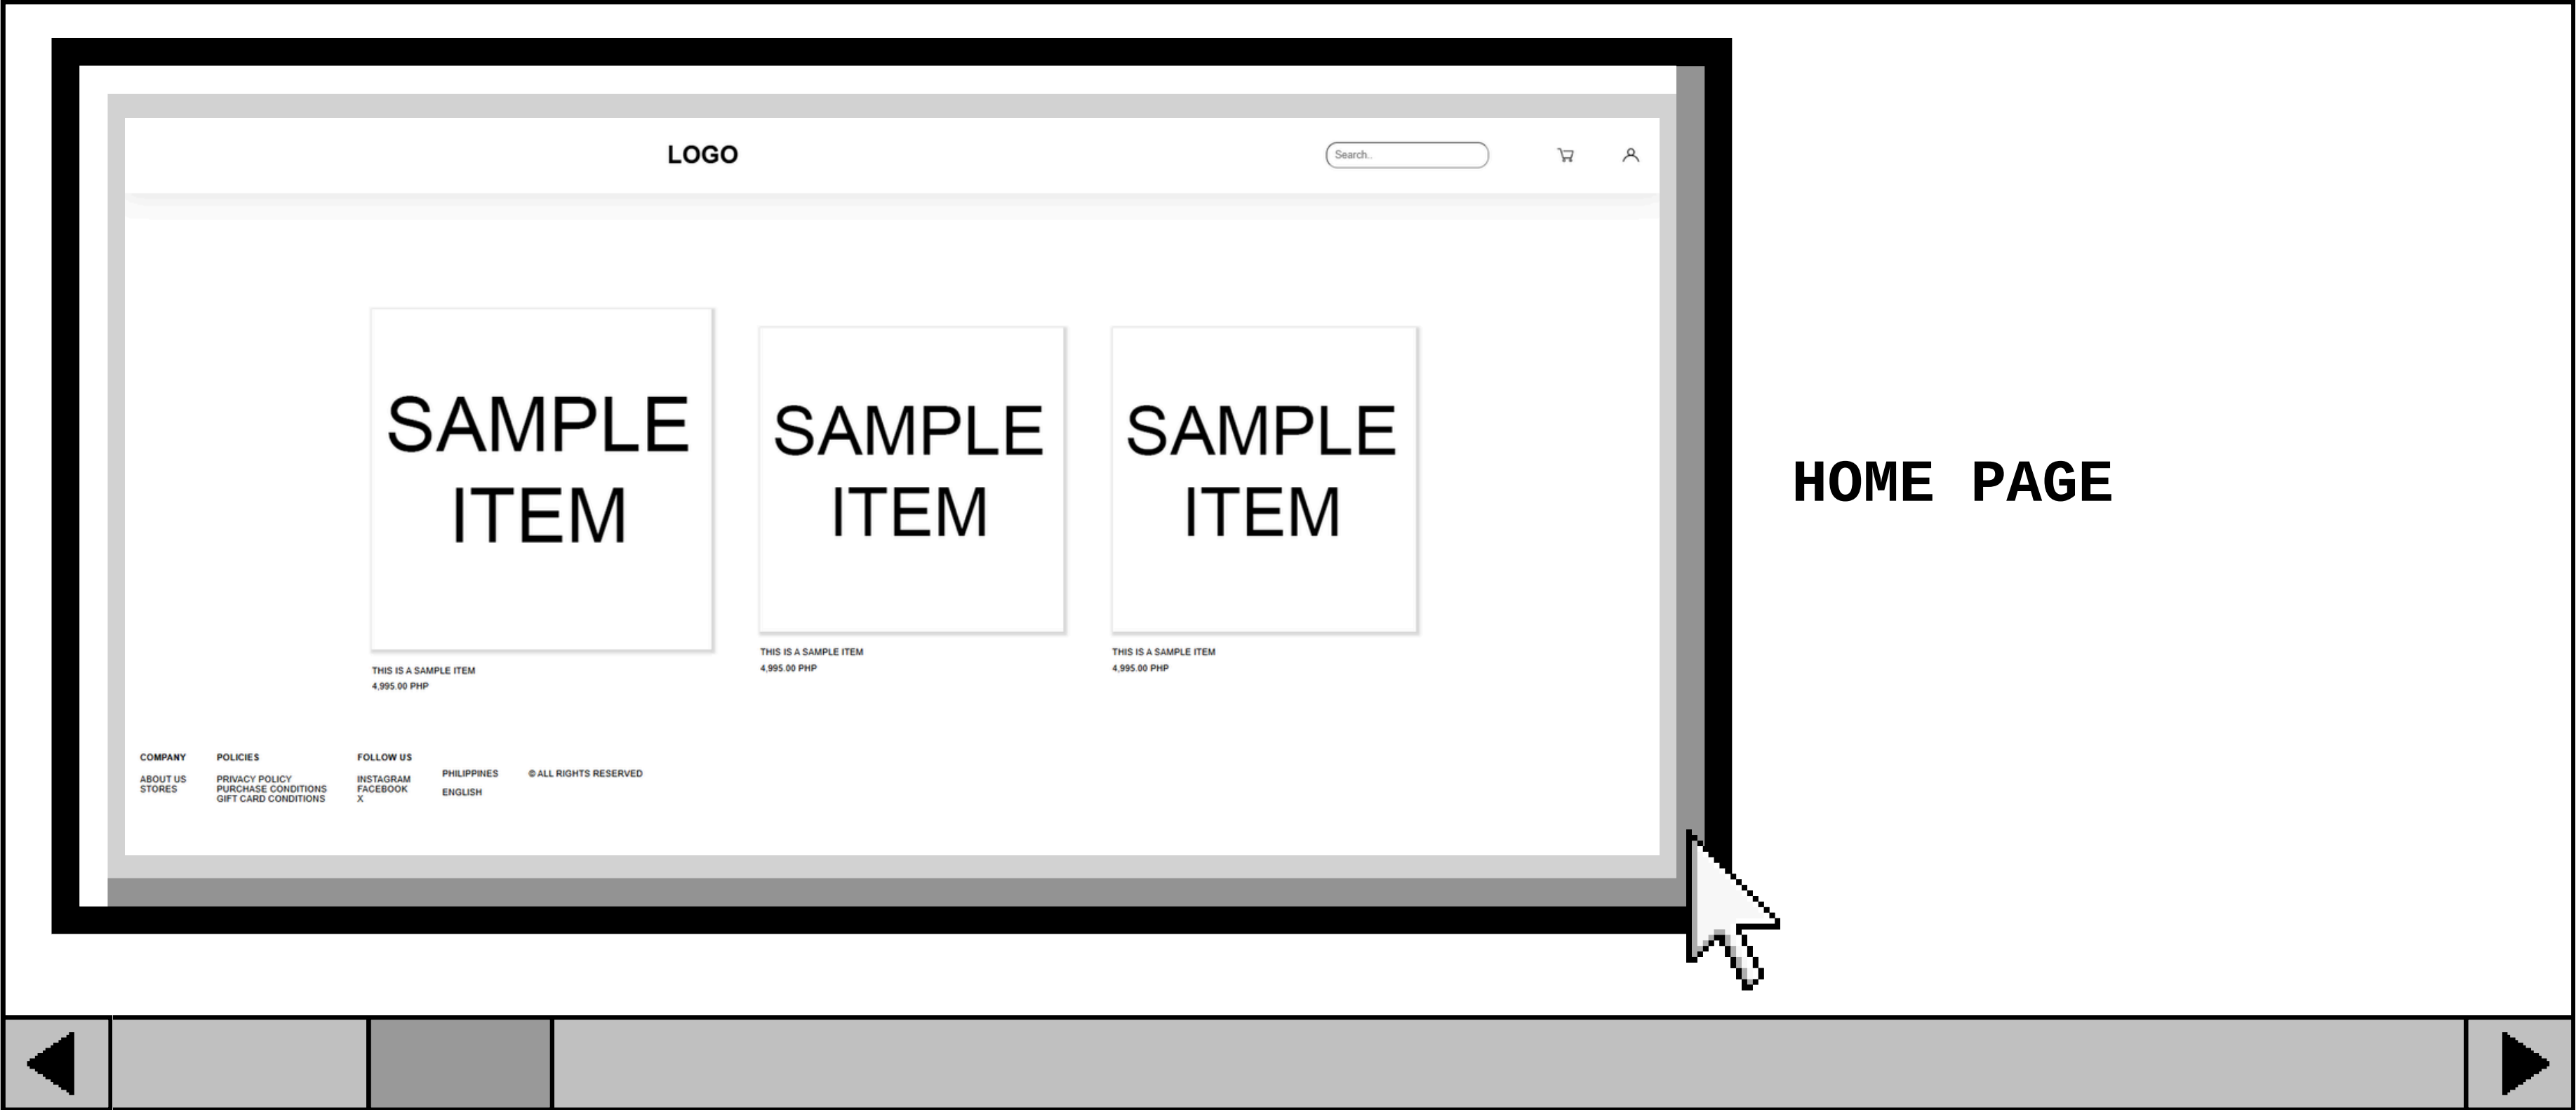 LOGO
Search..
SAMPLE
ITEM
THIS IS A SAMPLE ITEM
4,995.00 PHP
SAMPLE
ITEM
THIS IS A SAMPLE ITEM
4,995.00 PHP
SAMPLE
ITEM
THIS IS A SAMPLE ITEM
4,995.00 PHP
COMPANY
ABOUT US
STORES
POLICIES
PRIVACY POLICY
PURCHASE CONDITIONS
GIFT CARD CONDITIONS
FOLLOW US
INSTAGRAM
FACEBOOK
X
PHILIPPINES
ENGLISH
© ALL RIGHTS RESERVED
HOME PAGE